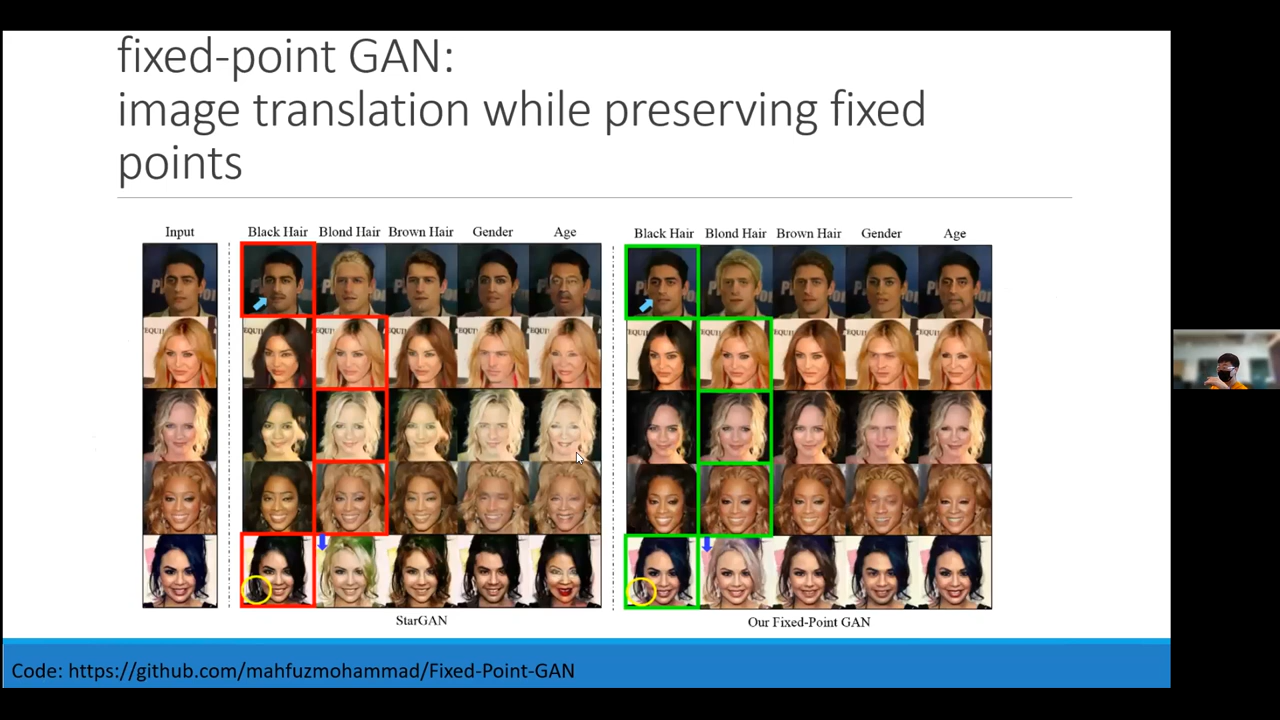 fixed-point GAN:
image translation while preserving fixed
points
Input
Black Hair Blond Hair Brown Hair Gender Age
Black Hair Blond Hair Brown Hair Gender Age
StarGAN
Our Fixed-Point GAN
Code: https://github.com/mahfuzmohammad/Fixed-Point-GAN